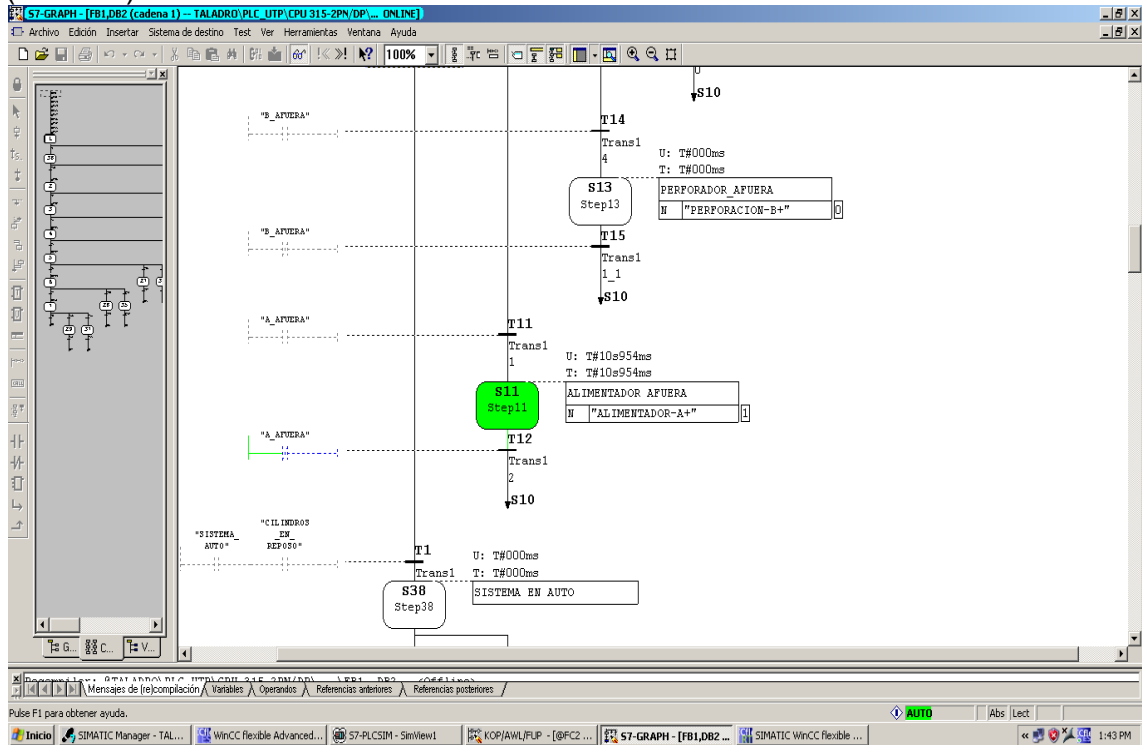 S7-GRAPH - [FB1,DB2 (cadena 1) -- TALADRO\PLC_UTP\CPU 315-2PN/DP\... ONLINE]
Archivo Edición Insertar Sistema de destino Test Ver Herramientas Ventana Ayuda
100%
S10
"B_AFUERA"
T14
Trans1
4
U: T#000ms
T: T#000ms
S13
Step13
PERFORADOR_AFUERA
N "PERFORACION-B+" 0
"B_AFUERA"
T15
Trans1
1_1
S10
"A_AFUERA"
T11
Trans1
1
U: T#10s954ms
T: T#10s954ms
S11
Step11
ALIMENTADOR AFUERA
N "ALIMENTADOR-A+" 1
"A_AFUERA"
T12
Trans1
2
S10
"SISTEMA_
AUTO"
"CILINDROS
_EN_
REPOSO"
T1
Trans1
U: T#000ms
T: T#000ms
S38
Step38
SISTEMA EN AUTO
G... C... V...
Mensajes de (re)compilación Variables Operandos Referencias anteriores Referencias posteriores
Pulse F1 para obtener ayuda.
AUTO Abs Lect
Inicio SIMATIC Manager - TAL... WinCC flexible Advanced... S7-PLCSIM - SimView1 KOP/AWL/FUP - [@FC2 ... S7-GRAPH - [FB1,DB2 ... SIMATIC WinCC flexible ... 1:43 PM